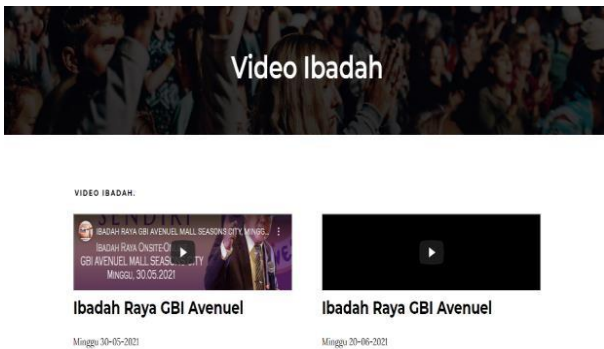 Video Ibadah
VIDEO IBADAH.
SENDIRI
IBADAH RAYA GBI AVENUEL MALL SEASONS CITY, MINGG...
IBADAH RAYA ONSITE-O
GBI AVENUEL MALL SEAS CITY
MINGGU, 30.05.2021
Ibadah Raya GBI Avenuel
Minggu 30-05-2021
Ibadah Raya GBI Avenuel
Minggu 20-06-2021